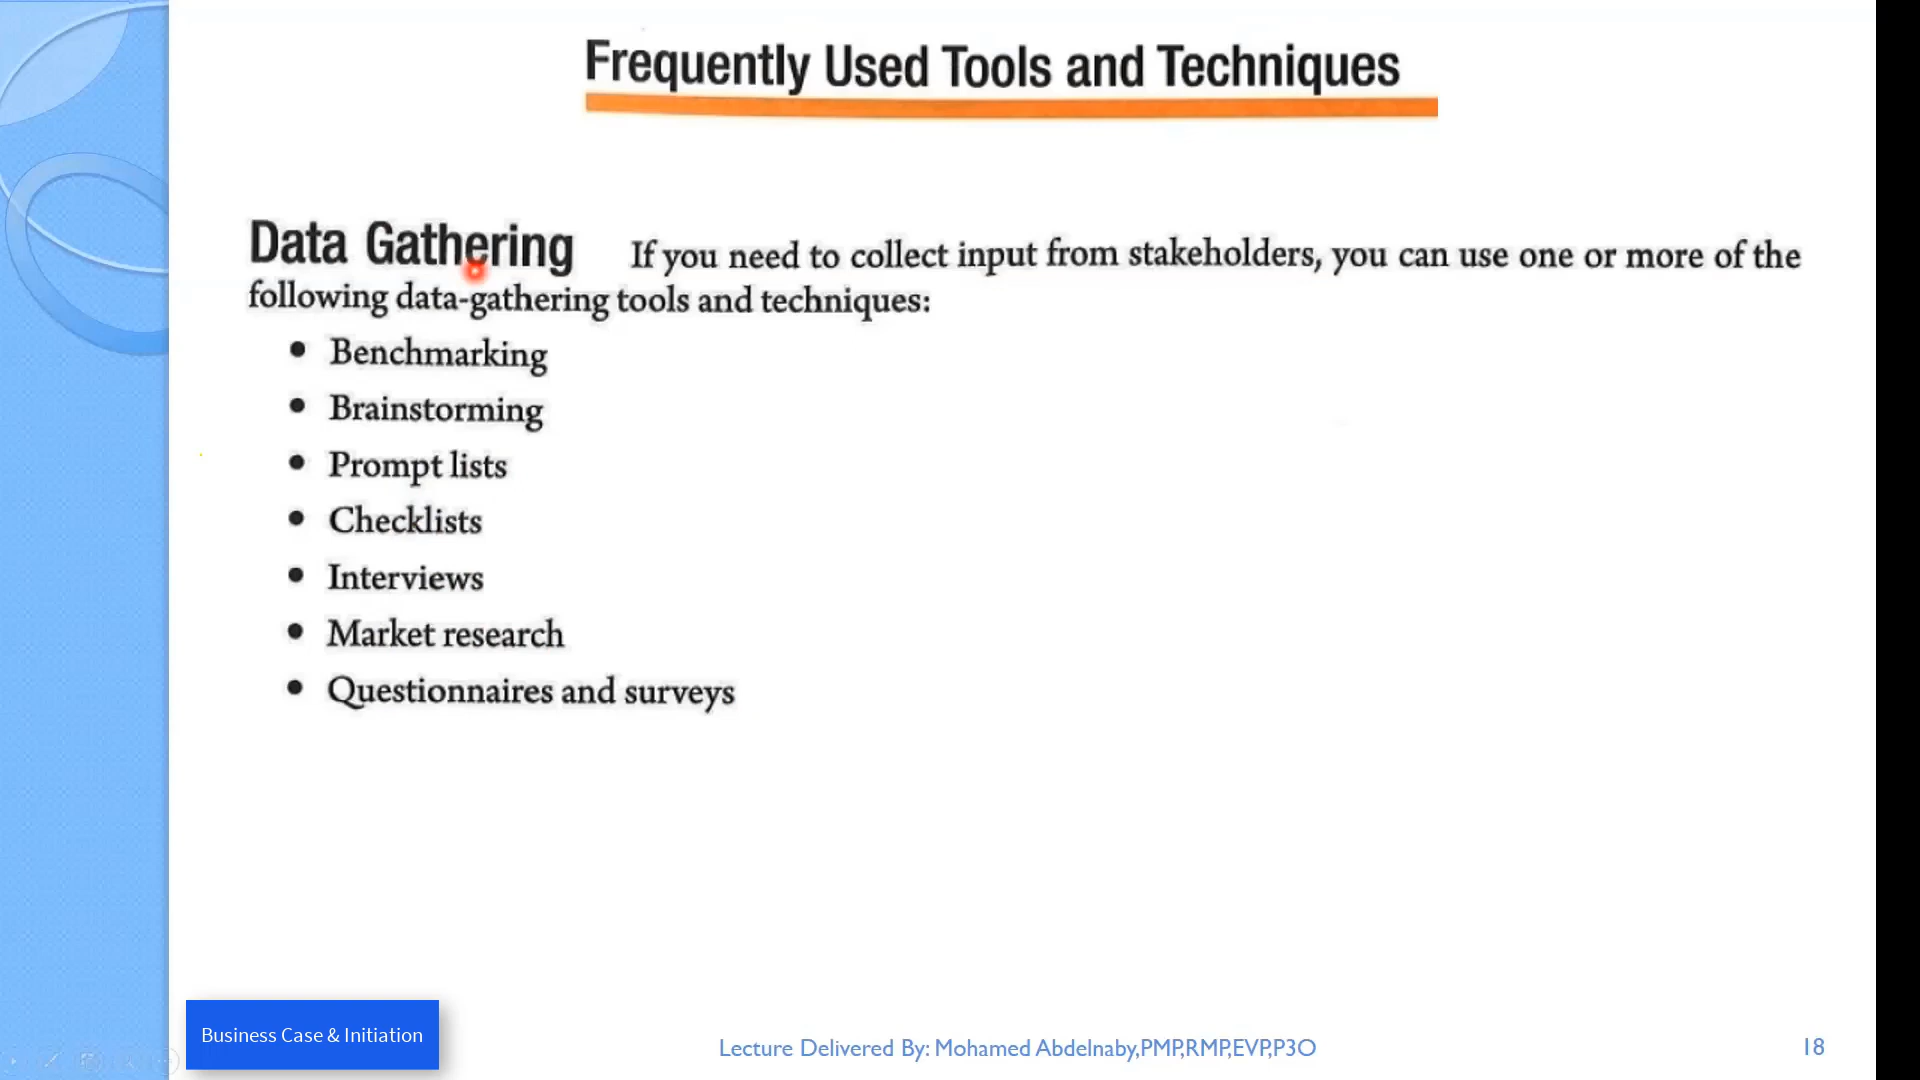 Frequently Used Tools and Techniques
Data Gathering If you need to collect input from stakeholders, you can use one or more of the
following data-gathering tools and techniques:
• Benchmarking
• Brainstorming
• Prompt lists
• Checklists
• Interviews
• Market research
• Questionnaires and surveys
Business Case & Initiation
Lecture Delivered By: Mohamed Abdelnaby,PMP,RMP,EVP,P3O
18